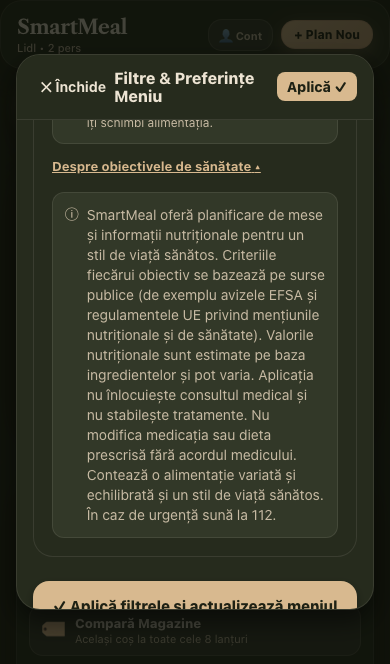 SmartMeal
Lidl • 2 pers
Cont
+ Plan Nou
✕ Închide
Filtre & Preferințe
Meniu
Aplică ✓
îți schimbi alimentația.
Despre obiectivele de sănătate ▴
ⓘ SmartMeal oferă planificare de mese
și informații nutriționale pentru un
stil de viață sănătos. Criteriile
fiecărui obiectiv se bazează pe surse
publice (de exemplu avizele EFSA și
regulamentele UE privind mențiunile
nutriționale și de sănătate). Valorile
nutriționale sunt estimate pe baza
ingredientelor și pot varia. Aplicația
nu înlocuiește consultul medical și
nu stabilește tratamente. Nu
modifica medicația sau dieta
prescrisă fără acordul medicului.
Contează o alimentație variată și
echilibrată și un stil de viață sănătos.
În caz de urgență sună la 112.
✓ Aplică filtrele și actualizează meniul
Compară Magazine
Același coș la toate cele 8 lanțuri